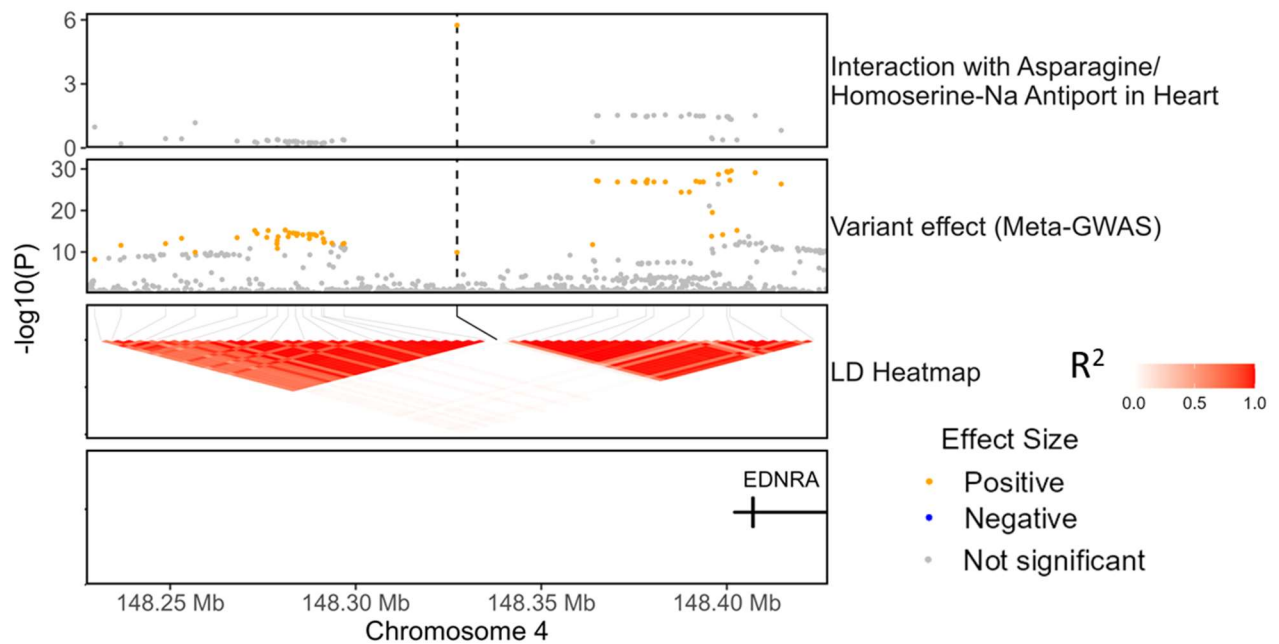 6
3
0
Interaction with Asparagine/
Homoserine-Na Antiport in Heart
30
20
10
Variant effect (Meta-GWAS)
-log10(P)
LD Heatmap
R²
0.0 0.5 1.0
Effect Size
Positive
Negative
Not significant
EDNRA
148.25 Mb 148.30 Mb 148.35 Mb 148.40 Mb
Chromosome 4